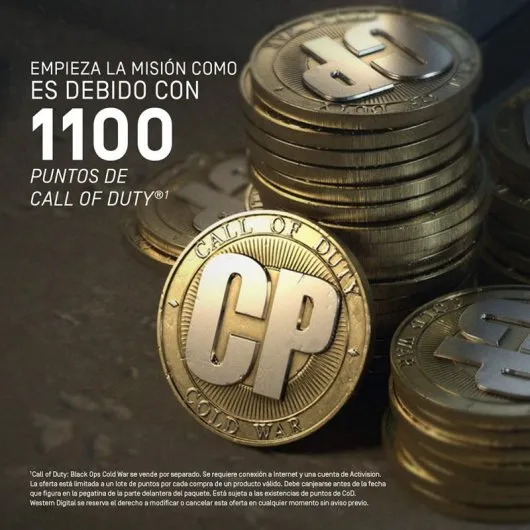 EMPIEZA LA MISIÓN COMO
ES DEBIDO CON
1100
PUNTOS DE
CALL OF DUTY®¹
CALL OF DUTY
CP
COLD WAR
¹Call of Duty: Black Ops Cold War se vende por separado. Se requiere conexión a Internet y una cuenta de Activision.
La oferta está limitada a un lote de puntos por cada compra de un producto válido. Debe canjearse antes de la fecha
que figura en la pegatina de la parte delantera del paquete. Está sujeta a las existencias de puntos de CoD.
Western Digital se reserva el derecho a modificar o cancelar esta oferta en cualquier momento sin aviso previo.